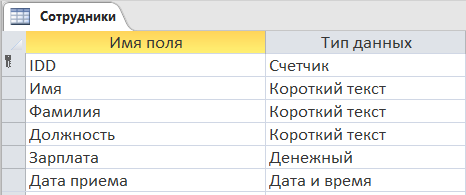 Сотрудники
Имя поля Тип данных
IDD Счетчик
Имя Короткий текст
Фамилия Короткий текст
Должность Короткий текст
Зарплата Денежный
Дата приема Дата и время